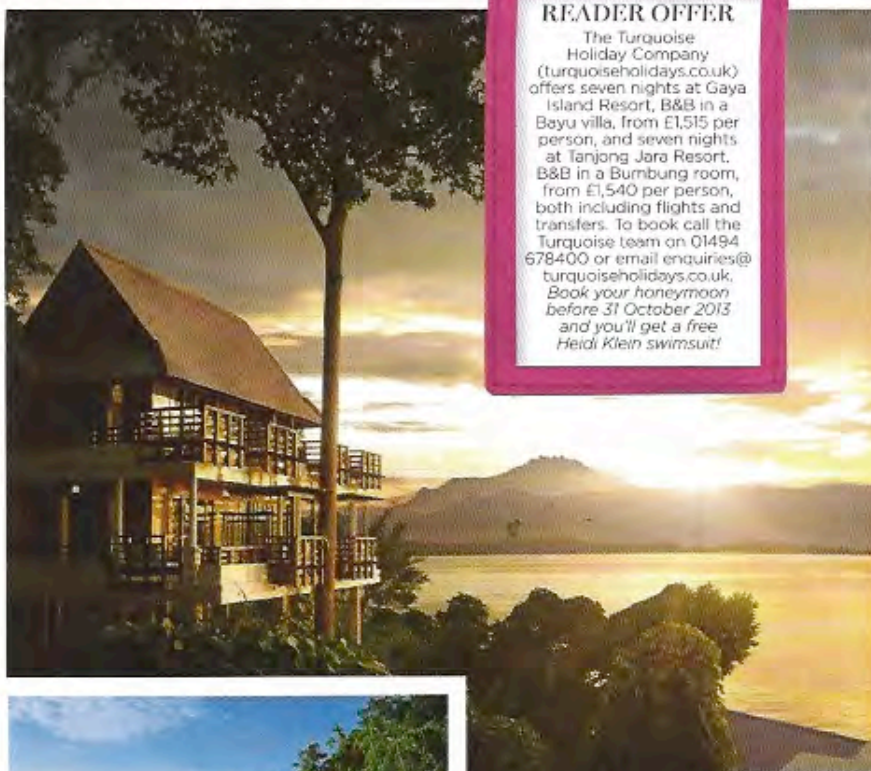 READER OFFER
The Turquoise
Holiday Company
(turquoiseholidays.co.uk)
offers seven nights at Gaya
Island Resort, B&B in a
Bayu villa, from £1,515 per
person, and seven nights
at Tanjong Jara Resort,
B&B in a Bumbung room,
from £1,540 per person,
both including flights and
transfers. To book call the
Turquoise team on 01494
678400 or email enquiries@
turquoiseholidays.co.uk.
Book your honeymoon
before 31 October 2013
and you'll get a free
Heidi Klein swimsuit!